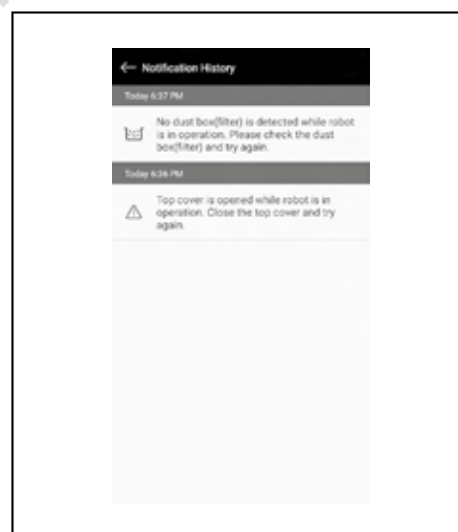 ← Notification History
Today 6:37 PM
No dust box(filter) is detected while robot
is in operation. Please check the dust
box(filter) and try again.
Today 6:36 PM
Top cover is opened while robot is in
operation. Close the top cover and try
again.